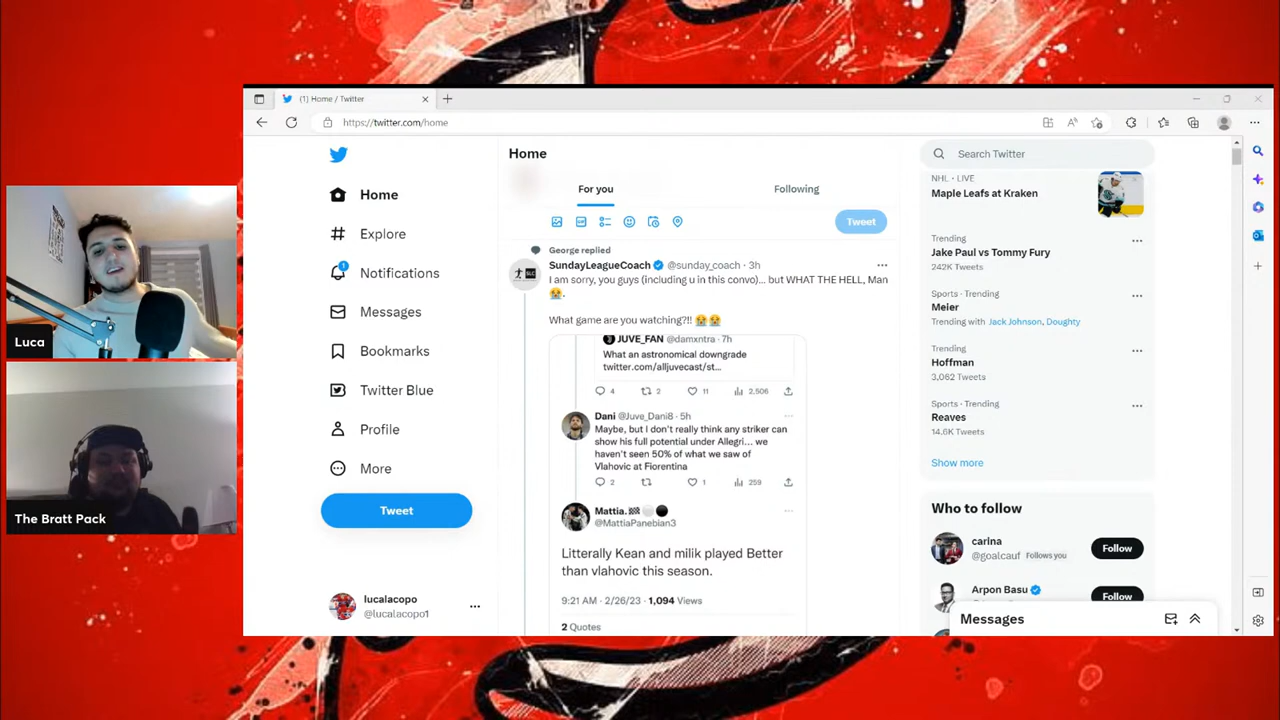 (1) Home / Twitter
https://twitter.com/home
Home
For you
Following
Tweet
George replied
SundayLeagueCoach @sunday_coach · 3h
I am sorry, you guys (including u in this convo)... but WHAT THE HELL, Man
😭.
What game are you watching?!! 😭😭
JUVE_FAN @damxntra · 7h
What an astronomical downgrade
twitter.com/alljuvecast/st...
4 2 11 2,506
Dani @Juve_Dani8 · 5h
Maybe, but I don't really think any striker can
show his full potential under Allegri... we
haven't seen 50% of what we saw of
Vlahovic at Fiorentina
2 1 259
Mattia.
@MattiaPanebian3
Litterally Kean and milik played Better
than vlahovic this season.
9:21 AM · 2/26/23 · 1,094 Views
2 Quotes
Home
Explore
1
Notifications
Messages
Bookmarks
Twitter Blue
Profile
More
Tweet
lucalacopo
@lucalacopo1
Search Twitter
NHL · LIVE
Maple Leafs at Kraken
Trending
Jake Paul vs Tommy Fury
242K Tweets
Sports · Trending
Meier
Trending with Jack Johnson, Doughty
Trending
Hoffman
3,062 Tweets
Sports · Trending
Reaves
14.6K Tweets
Show more
Who to follow
carina
@goalcauf Follows you
Follow
Arpon Basu
Follow
Messages
Luca
The Bratt Pack